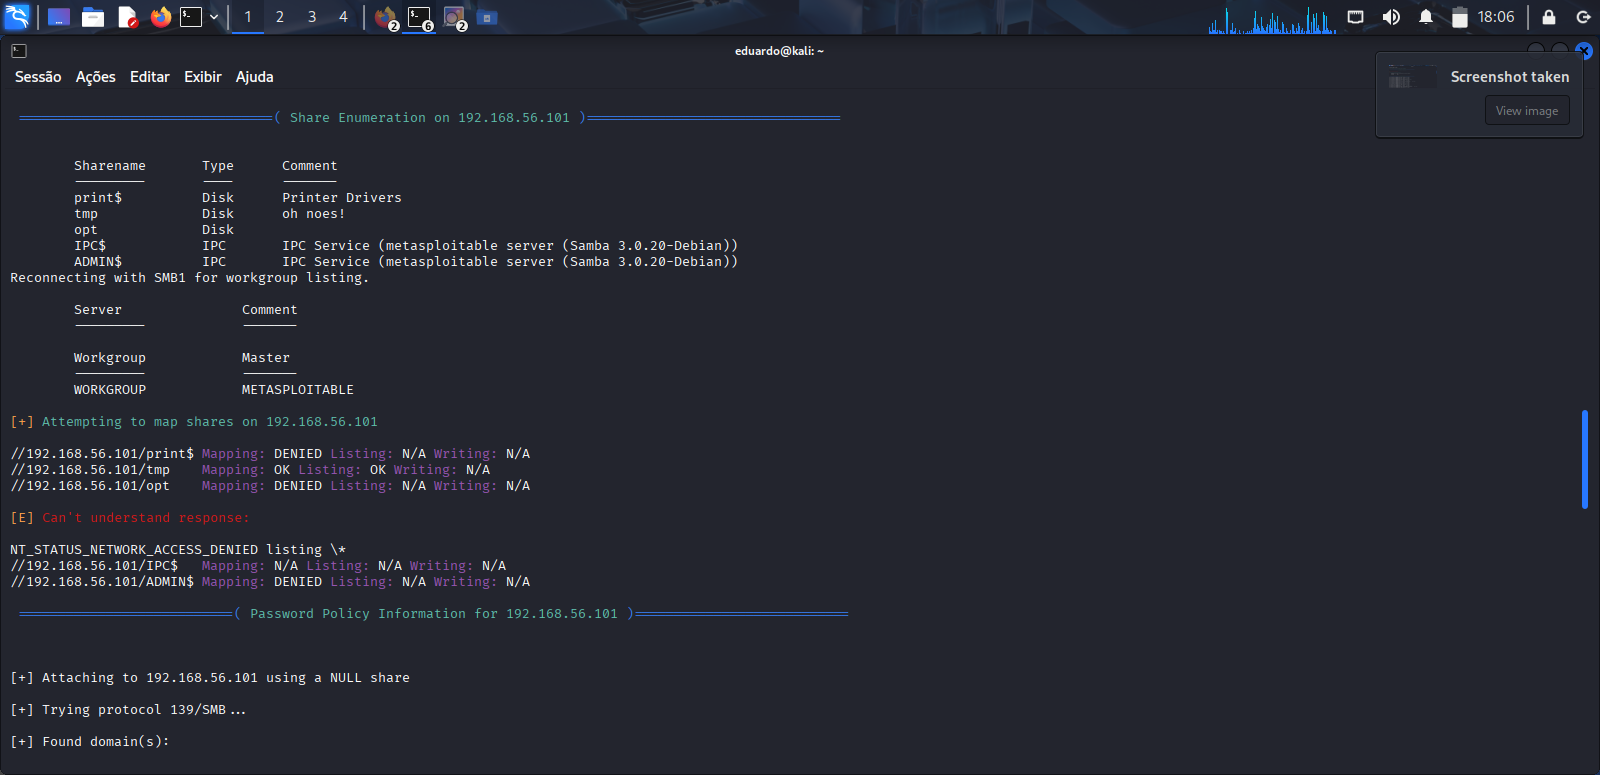 1 2 3 4 2 6 2 18:06
eduardo@kali: ~
Sessão Ações Editar Exibir Ajuda
Screenshot taken
View image
( Share Enumeration on 192.168.56.101 )
Sharename Type Comment
print$ Disk Printer Drivers
tmp Disk oh noes!
opt Disk
IPC$ IPC IPC Service (metasploitable server (Samba 3.0.20-Debian))
ADMIN$ IPC IPC Service (metasploitable server (Samba 3.0.20-Debian))
Reconnecting with SMB1 for workgroup listing.
Server Comment
Workgroup Master
WORKGROUP METASPLOITABLE
[+] Attempting to map shares on 192.168.56.101
//192.168.56.101/print$ Mapping: DENIED Listing: N/A Writing: N/A
//192.168.56.101/tmp Mapping: OK Listing: OK Writing: N/A
//192.168.56.101/opt Mapping: DENIED Listing: N/A Writing: N/A
[E] Can't understand response:
NT_STATUS_NETWORK_ACCESS_DENIED listing \*
//192.168.56.101/IPC$ Mapping: N/A Listing: N/A Writing: N/A
//192.168.56.101/ADMIN$ Mapping: DENIED Listing: N/A Writing: N/A
( Password Policy Information for 192.168.56.101 )
[+] Attaching to 192.168.56.101 using a NULL share
[+] Trying protocol 139/SMB...
[+] Found domain(s):